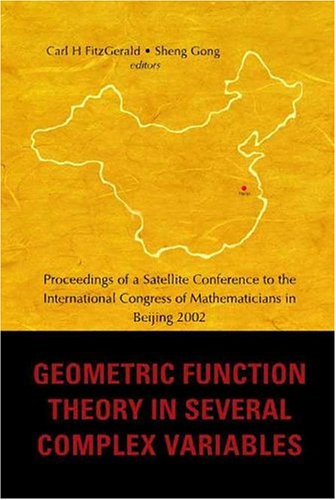 Carl H FitzGerald • Sheng Gong
editors
Proceedings of a Satellite Conference to the
International Congress of Mathematicians in
Beijing 2002
GEOMETRIC FUNCTION
THEORY IN SEVERAL
COMPLEX VARIABLES